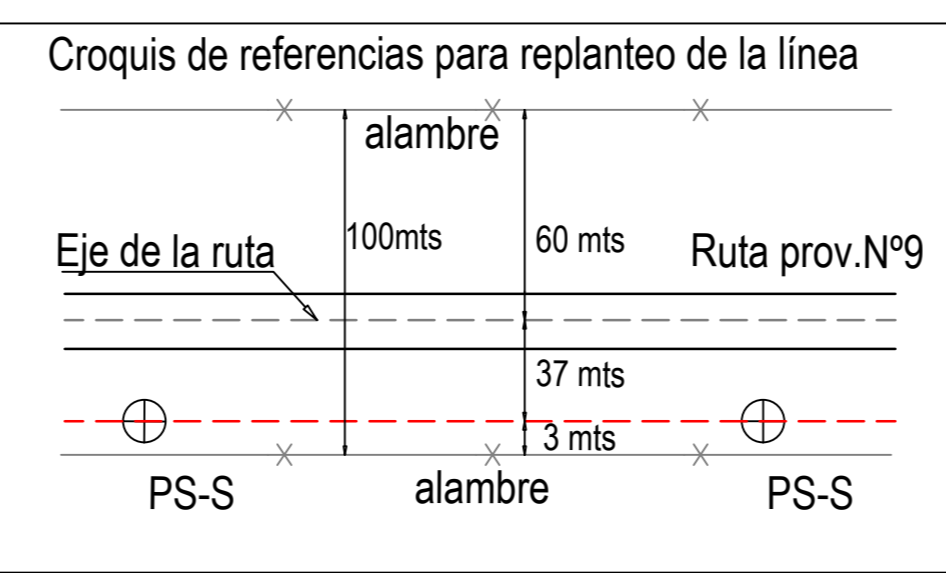 Croquis de referencias para replanteo de la línea
alambre
Eje de la ruta
100mts
60 mts
Ruta prov.Nº9
37 mts
3 mts
PS-S
alambre
PS-S